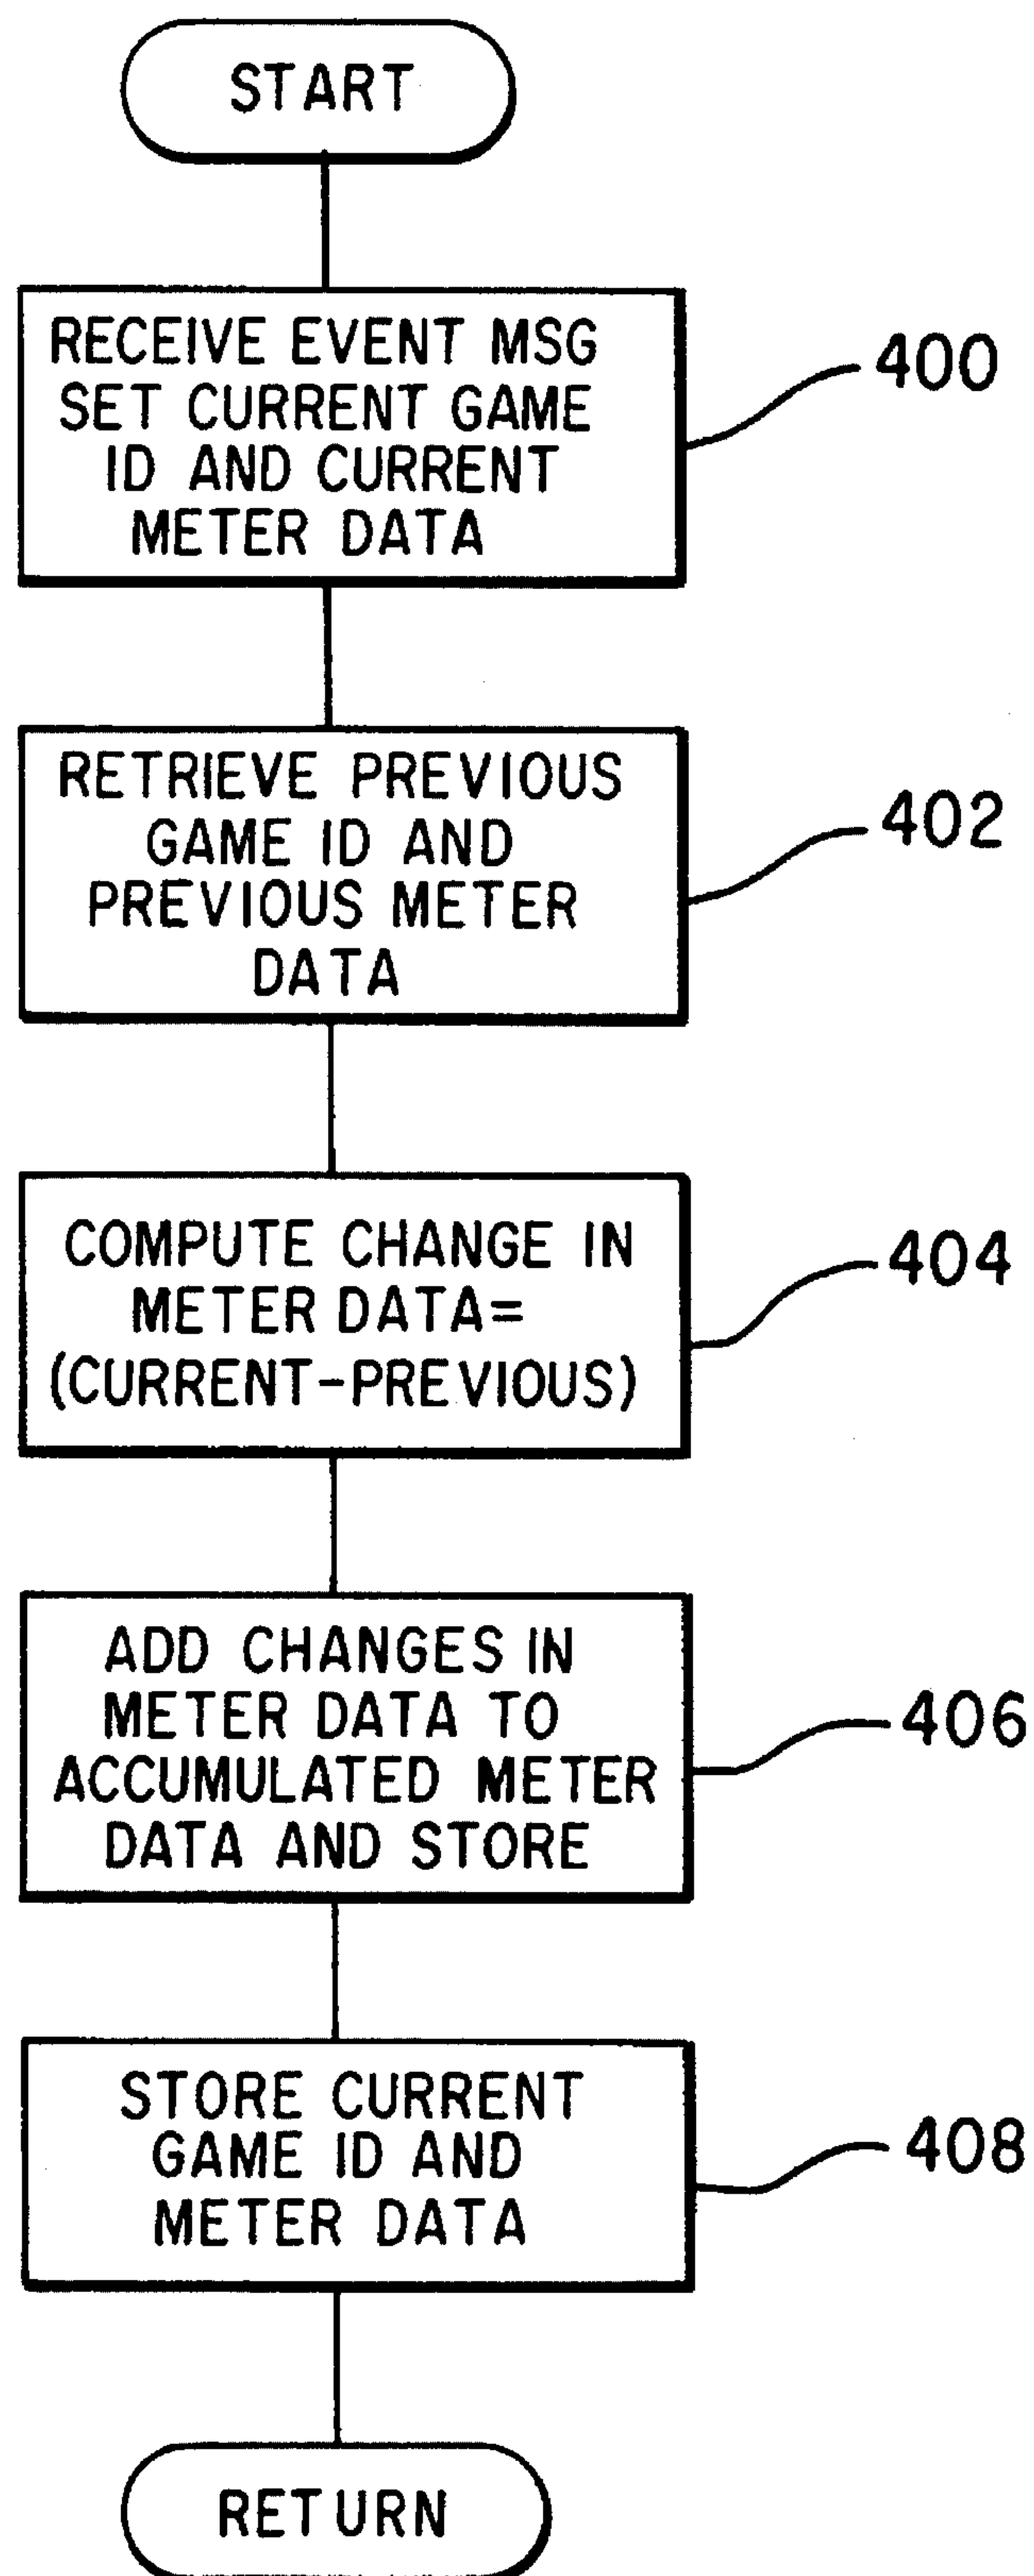 START
RECEIVE EVENT MSG
SET CURRENT GAME
ID AND CURRENT
METER DATA
400
RETRIEVE PREVIOUS
GAME ID AND
PREVIOUS METER
DATA
402
COMPUTE CHANGE IN
METER DATA=
(CURRENT-PREVIOUS)
404
ADD CHANGES IN
METER DATA TO
ACCUMULATED METER
DATA AND STORE
406
STORE CURRENT
GAME ID AND
METER DATA
408
RETURN